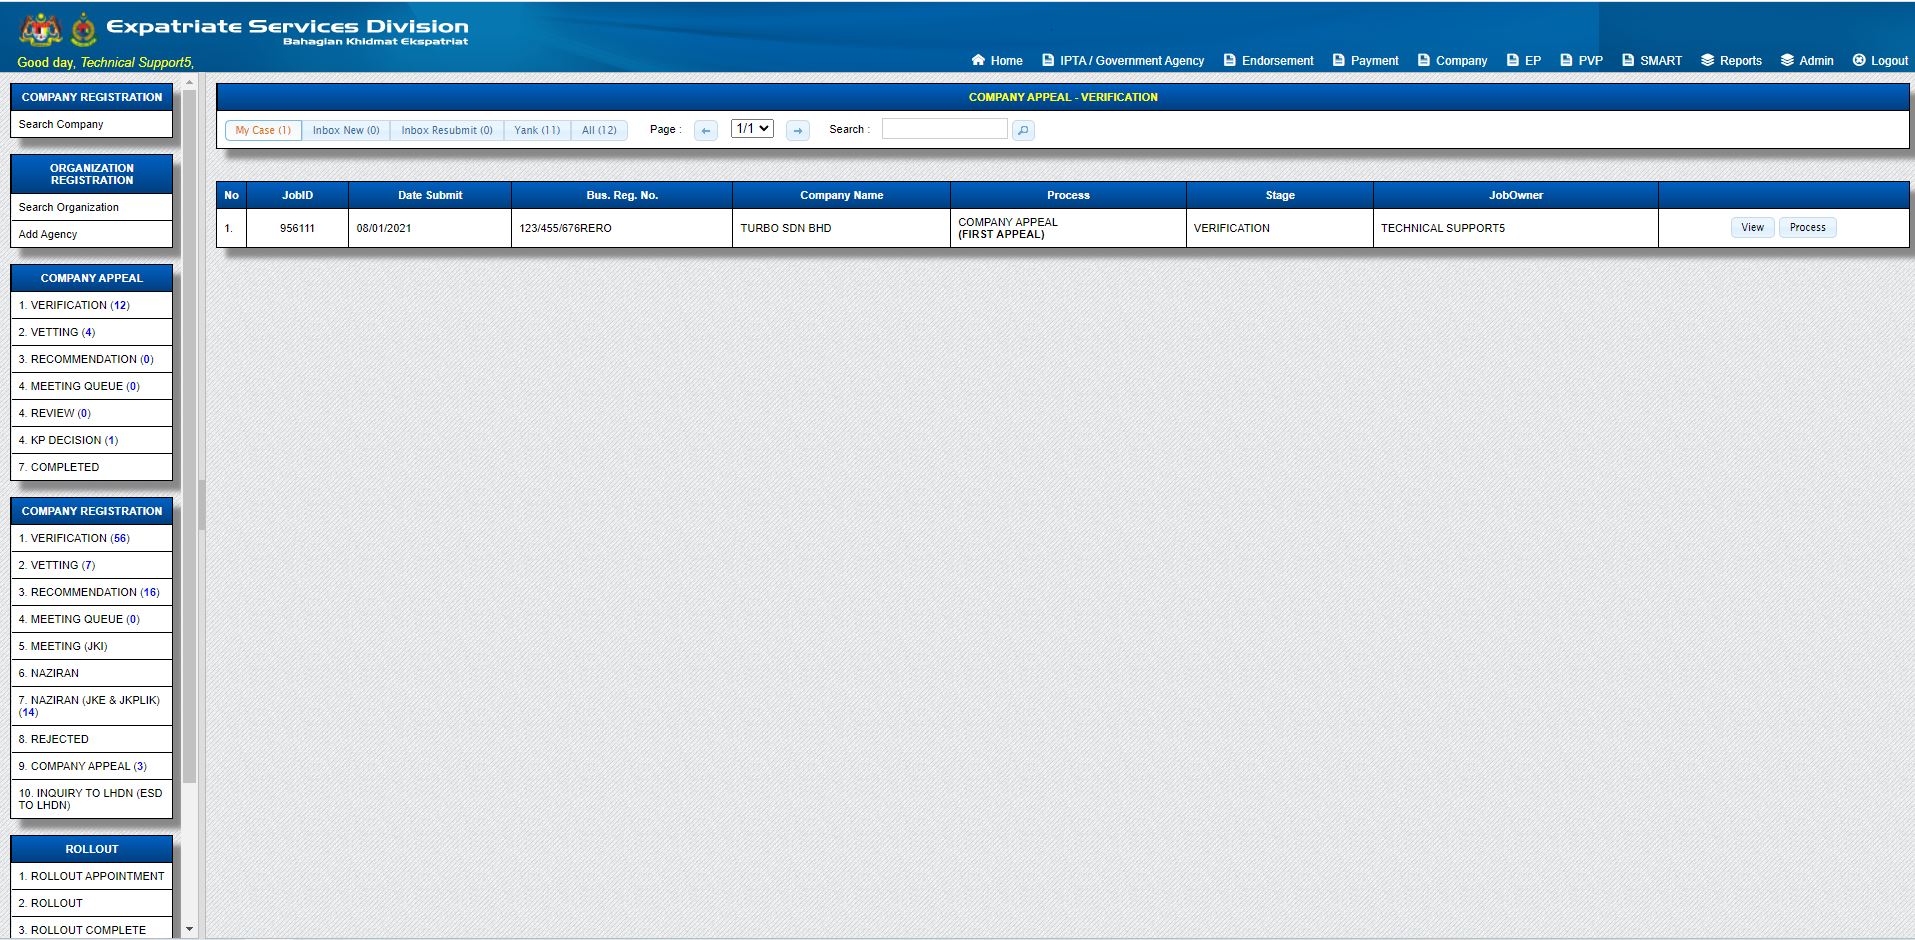 Expatriate Services Division
Bahagian Khidmat Ekspatriat
Good day, Technical Support5,
Home IPTA / Government Agency Endorsement Payment Company EP PVP SMART Reports Admin Logout
COMPANY REGISTRATION
Search Company
ORGANIZATION
REGISTRATION
Search Organization
Add Agency
COMPANY APPEAL
1. VERIFICATION (12)
2. VETTING (4)
3. RECOMMENDATION (0)
4. MEETING QUEUE (0)
4. REVIEW (0)
4. KP DECISION (1)
7. COMPLETED
COMPANY REGISTRATION
1. VERIFICATION (56)
2. VETTING (7)
3. RECOMMENDATION (16)
4. MEETING QUEUE (0)
5. MEETING (JKI)
6. NAZIRAN
7. NAZIRAN (JKE & JKPLIK)
(14)
8. REJECTED
9. COMPANY APPEAL (3)
10. INQUIRY TO LHDN (ESD
TO LHDN)
ROLLOUT
1. ROLLOUT APPOINTMENT
2. ROLLOUT
3. ROLLOUT COMPLETE
COMPANY APPEAL - VERIFICATION
My Case (1) Inbox New (0) Inbox Resubmit (0) Yank (11) All (12) Page : 1/1 Search :
No JobID Date Submit Bus. Reg. No. Company Name Process Stage JobOwner
1. 956111 08/01/2021 123/455/676RERO TURBO SDN BHD COMPANY APPEAL VERIFICATION TECHNICAL SUPPORT5 View Process
(FIRST APPEAL)